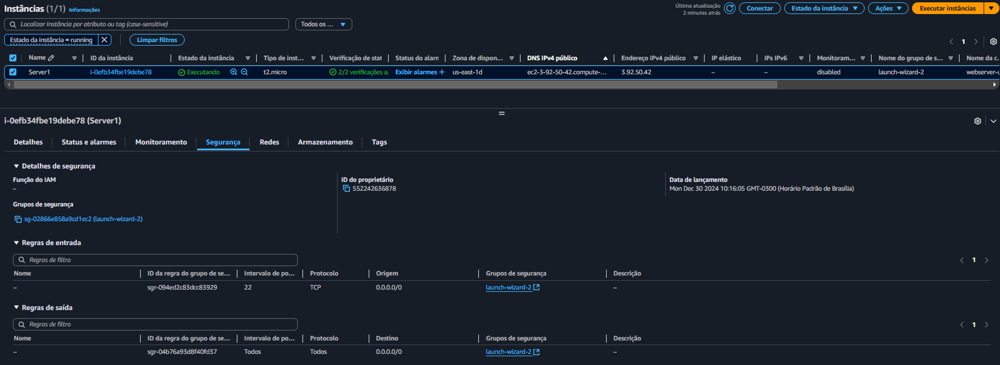 Instâncias (1/1) Informações
Última atualização
2 minutes atrás
Conectar
Estado da instância
Ações
Executar instâncias
Localizar Instância por atributo ou tag (case-sensitive)
Todos os ...
Estado da instância = running
Limpar filtros
1
Name ID da instância Estado da instância Tipo de inst... Verificação de stat Status do alarn Zona de dispon... DNS IPv4 público Endereço IPv4 público IP elástico IPs IPv6 Monitoram... Nome do grupo de s... Nome da c.
Server1 i-0efb34fbe19debe78 Executando t2.micro 2/2 verificações a Exibir alarmes + us-east-1d ec2-3-92-50-42.compute-... 3.92.50.42 – – disabled launch-wizard-2 webserver-u
i-0efb34fbe19debe78 (Server1)
Detalhes Status e alarmes Monitoramento Segurança Redes Armazenamento Tags
Detalhes de segurança
Função do IAM
–
ID do proprietário
552242636878
Data de lançamento
Mon Dec 30 2024 10:16:05 GMT-0300 (Horário Padrão de Brasília)
Grupos de segurança
sg-02866e858a9cd1ec2 (launch-wizard-2)
Regras de entrada
Regras de filtro
1
Nome ID da regra do grupo de se... Intervalo de po... Protocolo Origem Grupos de segurança Descrição
– sgr-094ed2c83dcc83929 22 TCP 0.0.0.0/0 launch-wizard-2 –
Regras de saída
Regras de filtro
1
Nome ID da regra do grupo de se... Intervalo de po... Protocolo Destino Grupos de segurança Descrição
– sgr-04b76a93d8f40fd37 Todos Todos 0.0.0.0/0 launch-wizard-2 –